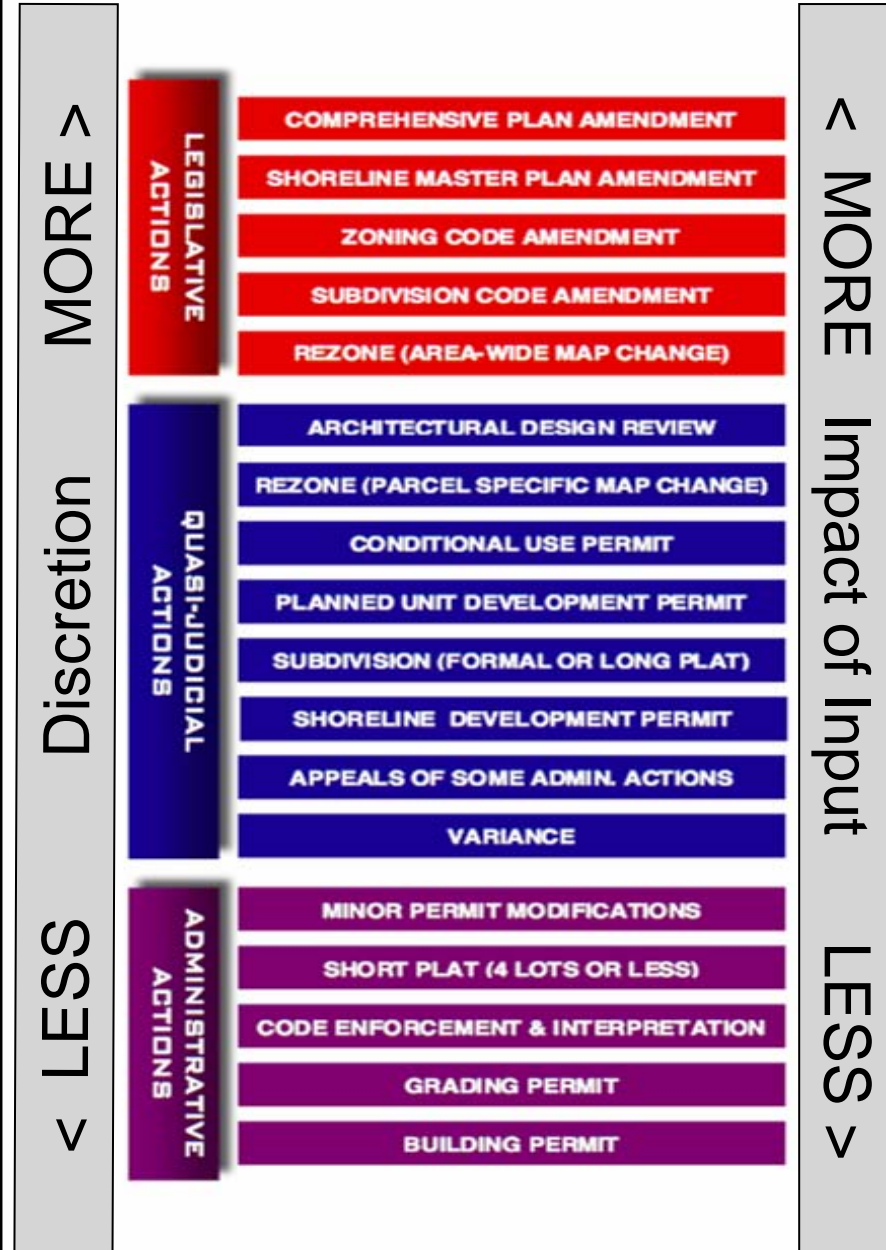 < LESS Discretion MORE >
LEGISLATIVE
ACTIONS
COMPREHENSIVE PLAN AMENDMENT
SHORELINE MASTER PLAN AMENDMENT
ZONING CODE AMENDMENT
SUBDIVISION CODE AMENDMENT
REZONE (AREA-WIDE MAP CHANGE)
QUASI-JUDICIAL
ACTIONS
ARCHITECTURAL DESIGN REVIEW
REZONE (PARCEL SPECIFIC MAP CHANGE)
CONDITIONAL USE PERMIT
PLANNED UNIT DEVELOPMENT PERMIT
SUBDIVISION (FORMAL OR LONG PLAT)
SHORELINE DEVELOPMENT PERMIT
APPEALS OF SOME ADMIN. ACTIONS
VARIANCE
ADMINISTRATIVE
ACTIONS
MINOR PERMIT MODIFICATIONS
SHORT PLAT (4 LOTS OR LESS)
CODE ENFORCEMENT & INTERPRETATION
GRADING PERMIT
BUILDING PERMIT
< MORE Impact of Input LESS >